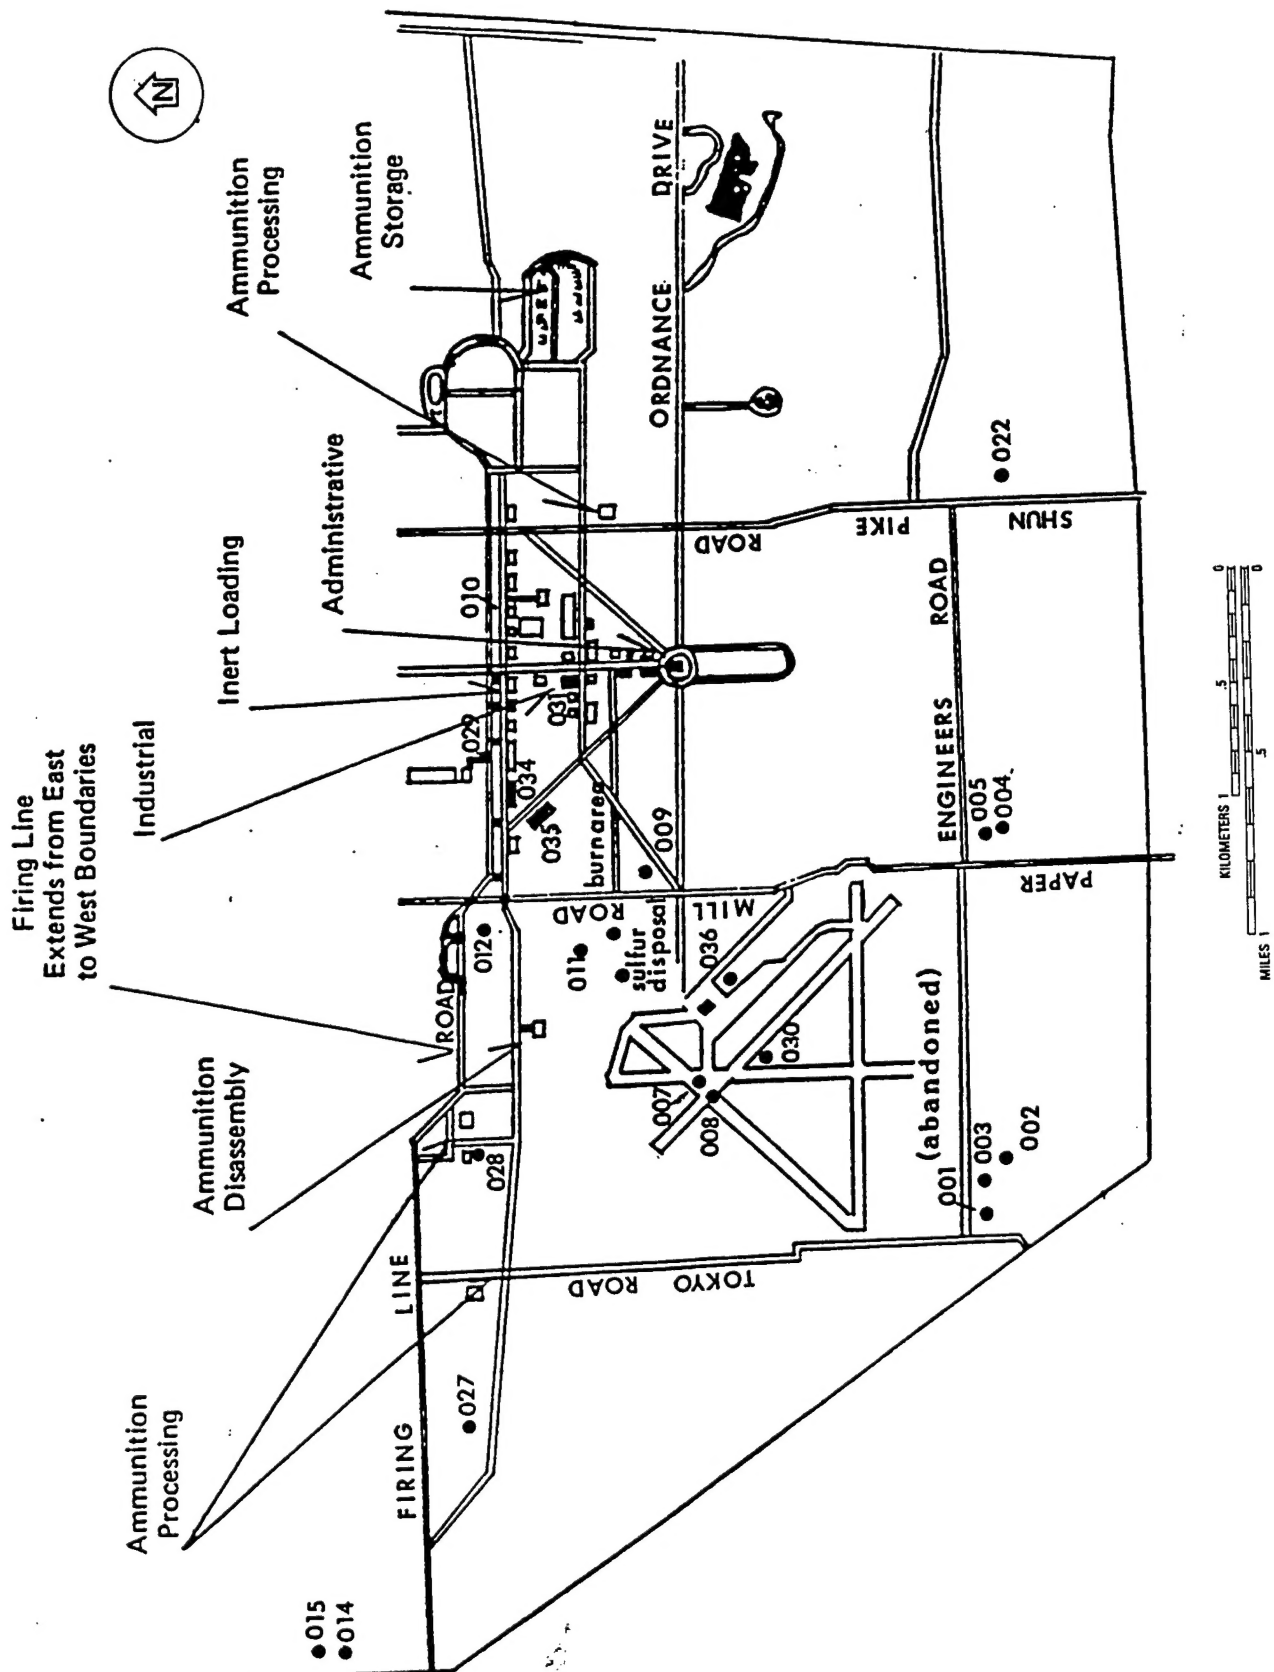 N
Firing Line
Extends from East
to West Boundaries
Industrial
Inert Loading
Administrative
Ammunition
Processing
Ammunition
Storage
Ammunition
Disassembly
Ammunition
Processing
015
014
FIRING LINE ROAD
027
028
012
011
029
010
034
035
031
burn area
009
sulfur
disposal
036
007
008
030
(abandoned)
001
003
002
005
004
022
TOKYO ROAD
PAPER MILL ROAD
SHUN PIKE ROAD
ENGINEERS ROAD
ORDNANCE DRIVE
KILOMETERS 1 .5 0
MILES 1 .5 0